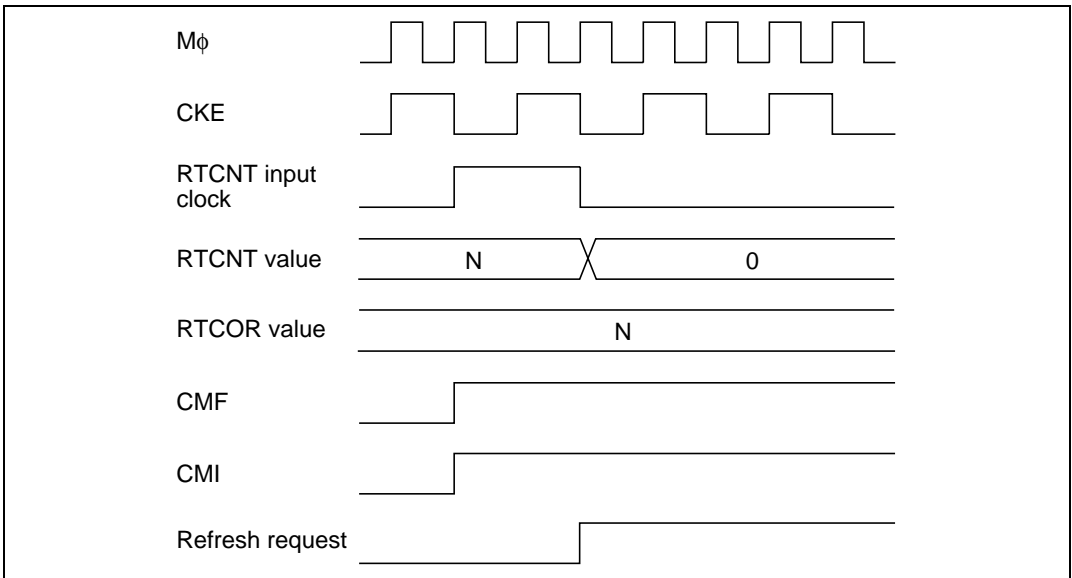 Mϕ
CKE
RTCNT input
clock
RTCNT value
N
0
RTCOR value
N
CMF
CMI
Refresh request